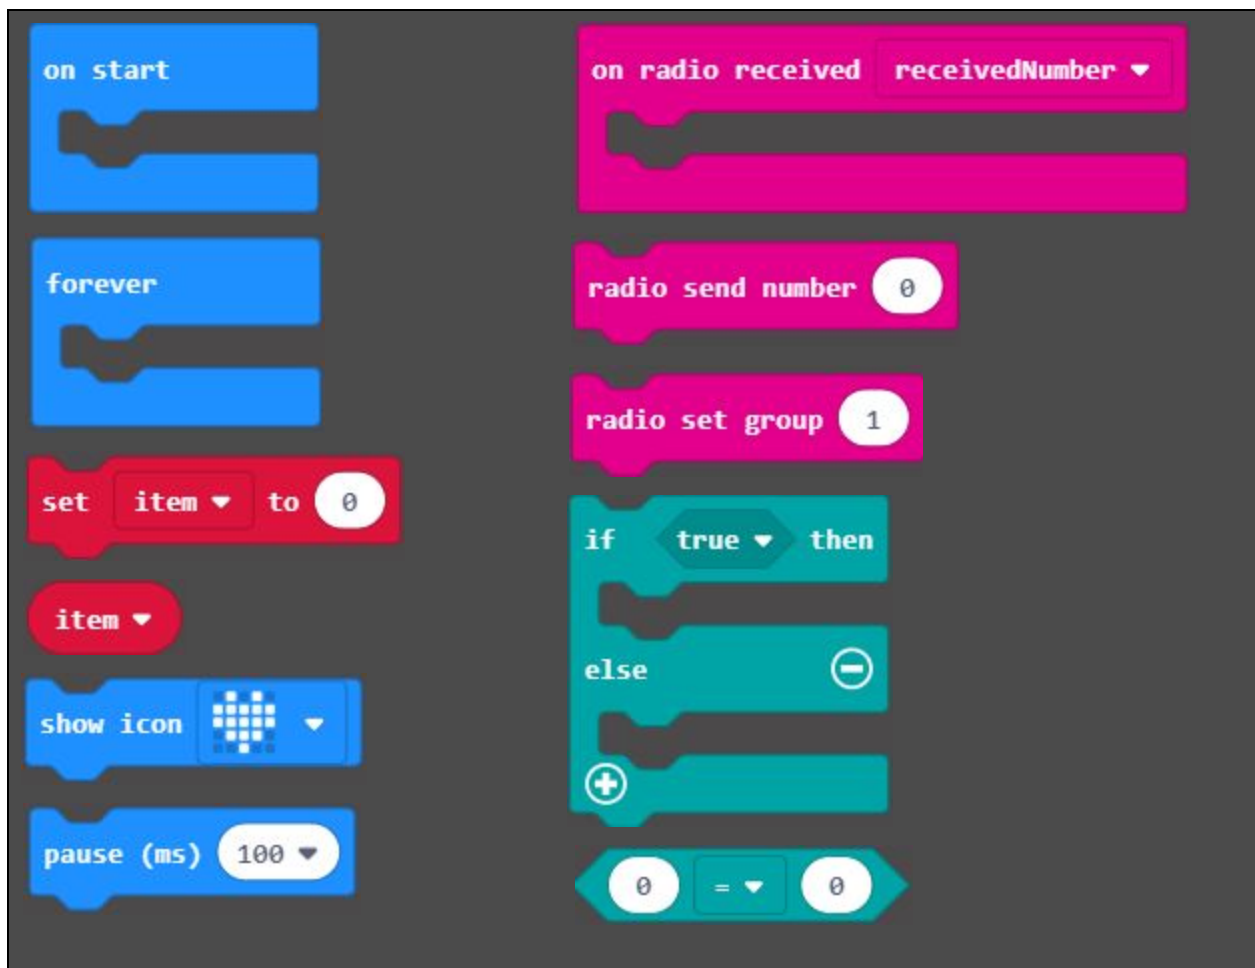 on start
forever
set item to 0
item
show icon
pause (ms) 100
on radio received receivedNumber
radio send number 0
radio set group 1
if true then
else
0 = 0